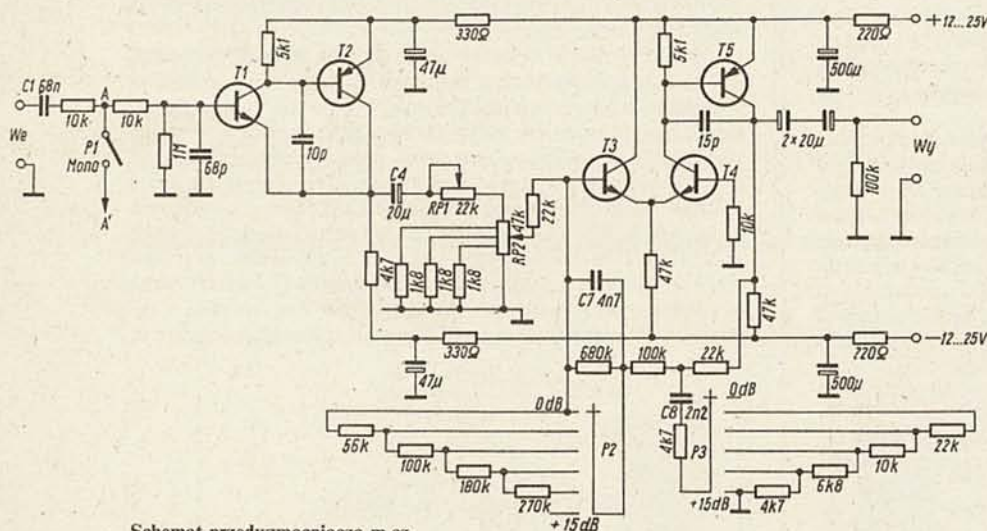 330Ω
220Ω
+12...25V
5k1
T2
47μ
5k1
T5
500μ
C1 68n
A
T1
10k
10k
We
P1
Mono
1M
68p
10p
T3
15p
2×20μ
Wy
T4
100k
A'
C4
20μ
RP1 22k
22k
RP2 47k
10k
4k7
1k8
1k8
1k8
C7 4n7
47k
47k
330Ω
220Ω
-12...25V
47μ
680k
100k
22k
500μ
0dB
0dB
C8 2n2
56k
4k7
P2
P3
22k
100k
10k
180k
6k8
270k
4k7
+15dB
+15dB
Schemat przedwzmacniacza m.cz.